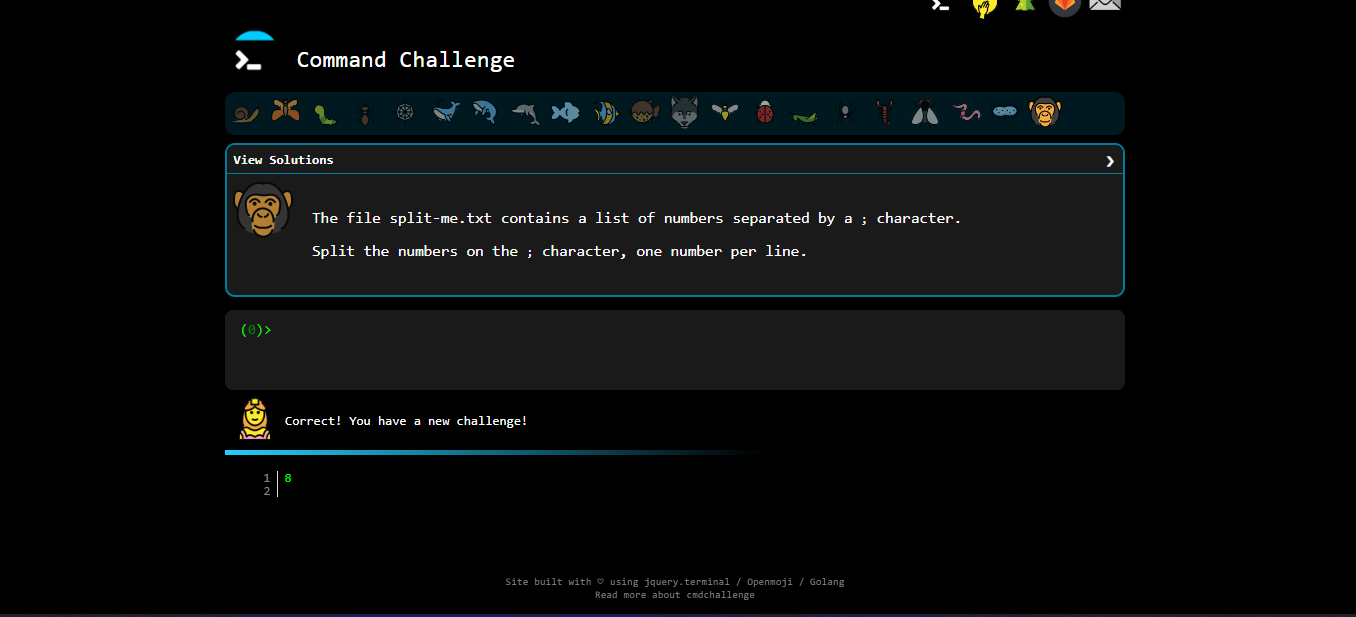 Command Challenge
View Solutions
The file split-me.txt contains a list of numbers separated by a ; character.
Split the numbers on the ; character, one number per line.
(0)>
Correct! You have a new challenge!
1 8
2
Site built with ♡ using jquery.terminal / Openmoji / Golang
Read more about cmdchallenge